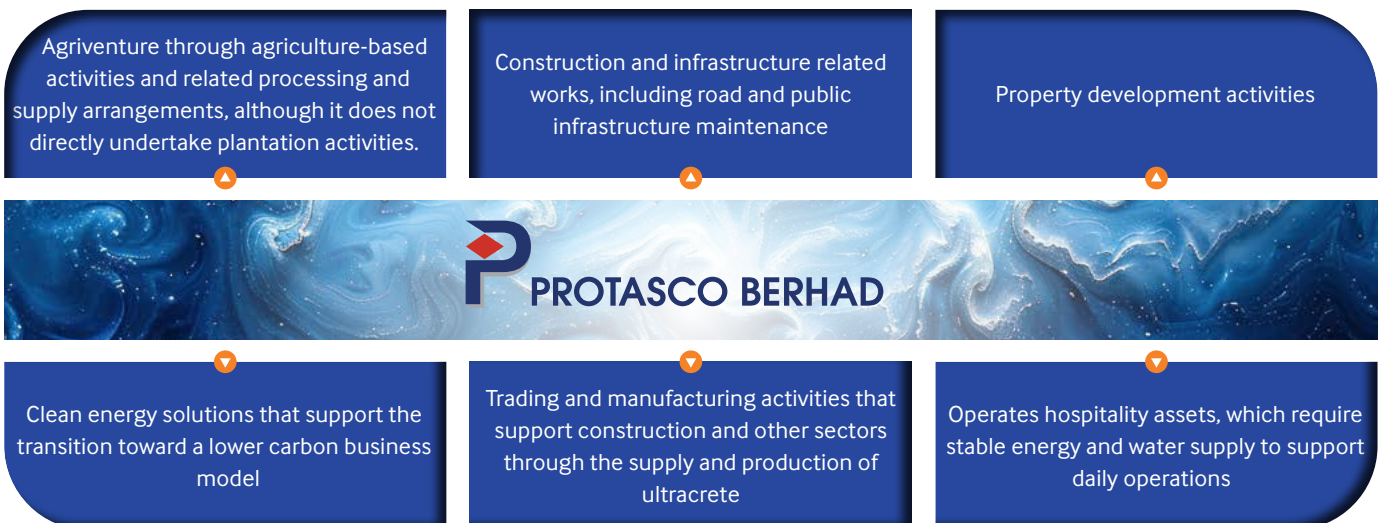 Agriventure through agriculture-based
activities and related processing and
supply arrangements, although it does not
directly undertake plantation activities.
Construction and infrastructure related
works, including road and public
infrastructure maintenance
Property development activities
PROTASCO BERHAD
Clean energy solutions that support the
transition toward a lower carbon business
model
Trading and manufacturing activities that
support construction and other sectors
through the supply and production of
ultracrete
Operates hospitality assets, which require
stable energy and water supply to support
daily operations